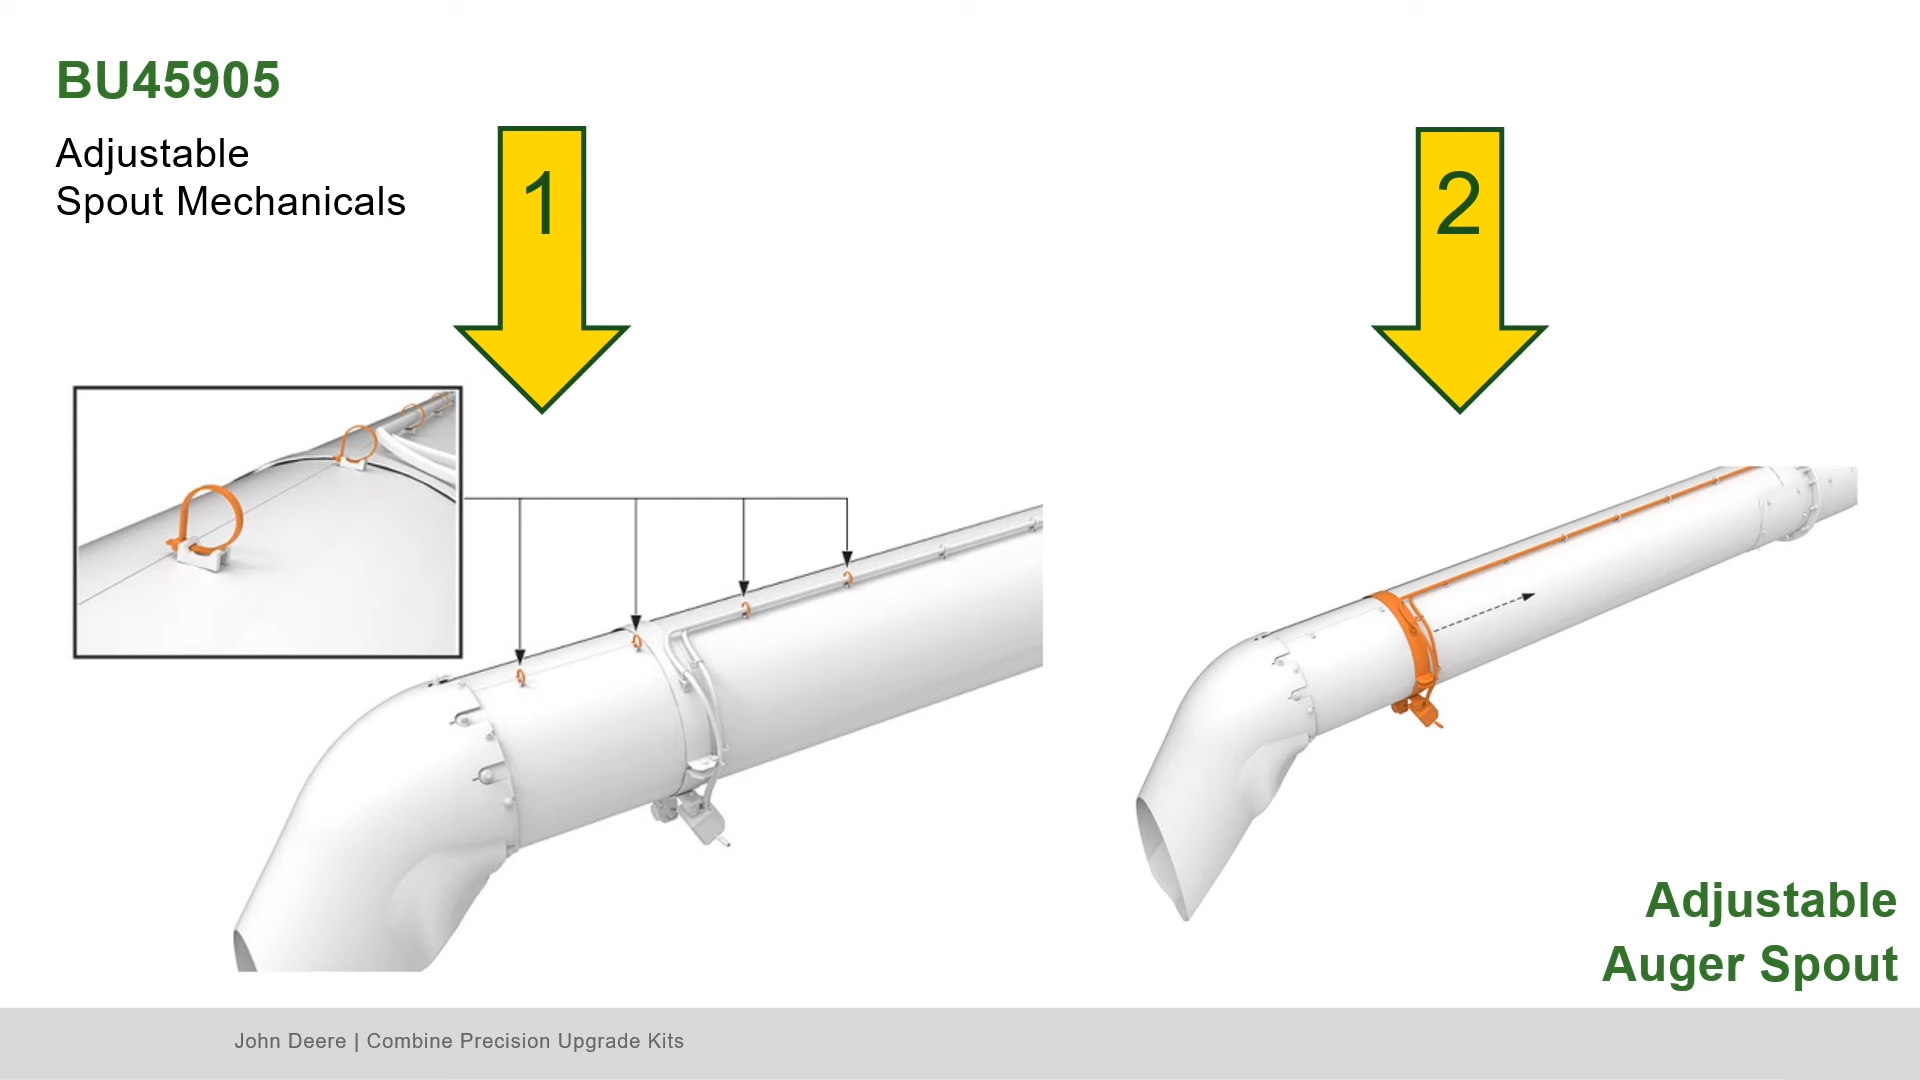 BU45905
Adjustable
Spout Mechanicals
1
2
Adjustable
Auger Spout
John Deere | Combine Precision Upgrade Kits